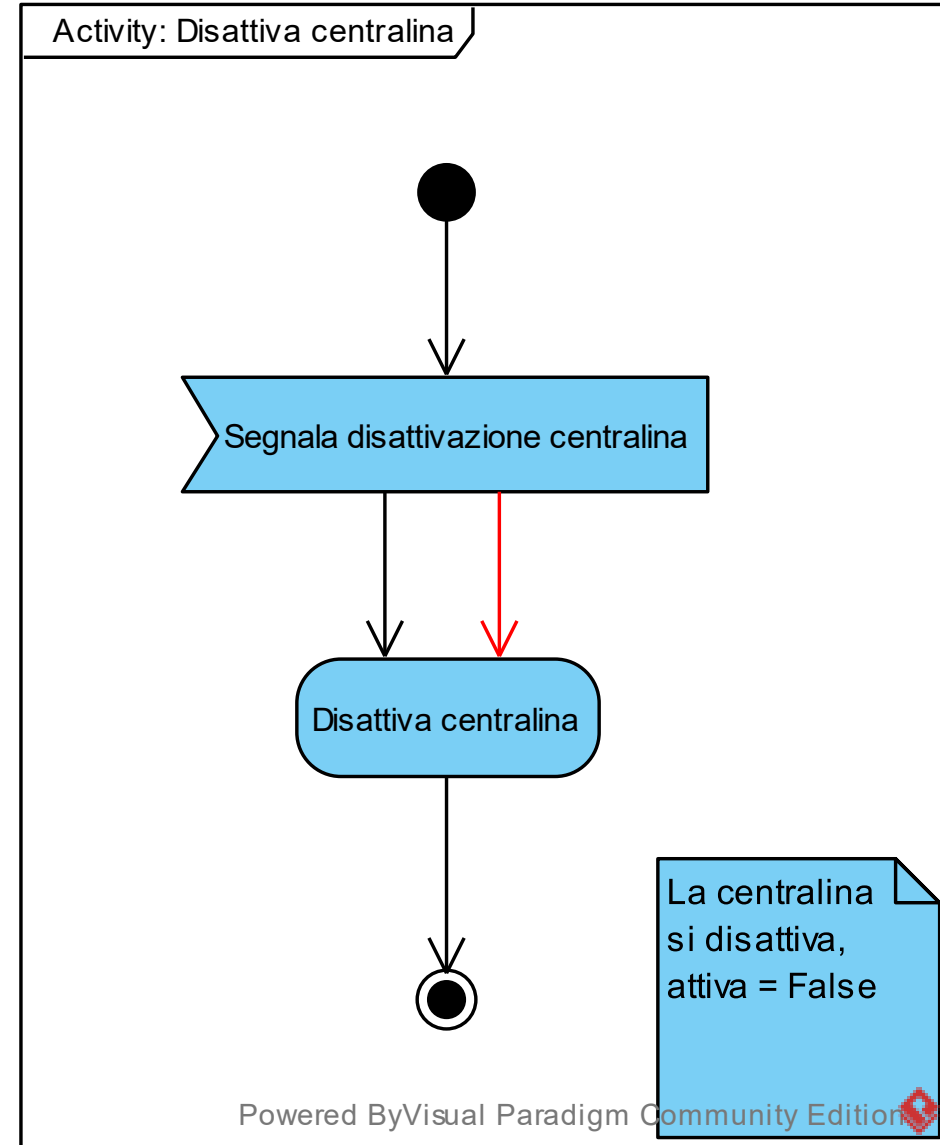 Activity: Disattiva centralina
Segnala disattivazione centralina
Disattiva centralina
La centralina
si disattiva,
attiva = False
Powered ByVisual Paradigm Community Edition